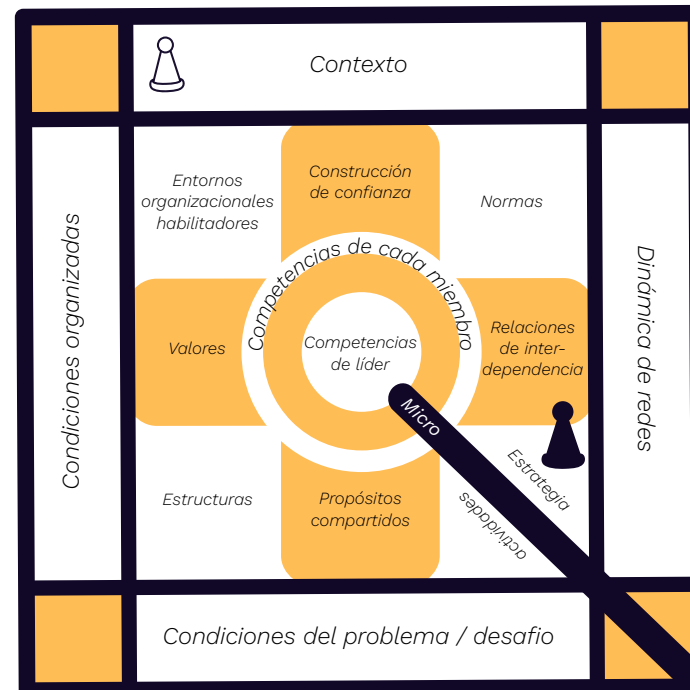 Contexto
Entornos
organizacionales
habilitadores
Construcción
de confianza
Normas
Condiciones organizadas
Competencias de cada miembro
Dinámica de redes
Valores
Competencias
de líder
Relaciones
de inter-
dependencia
Micro
Estrategia
actividades
Estructuras
Propósitos
compartidos
Condiciones del problema / desafio